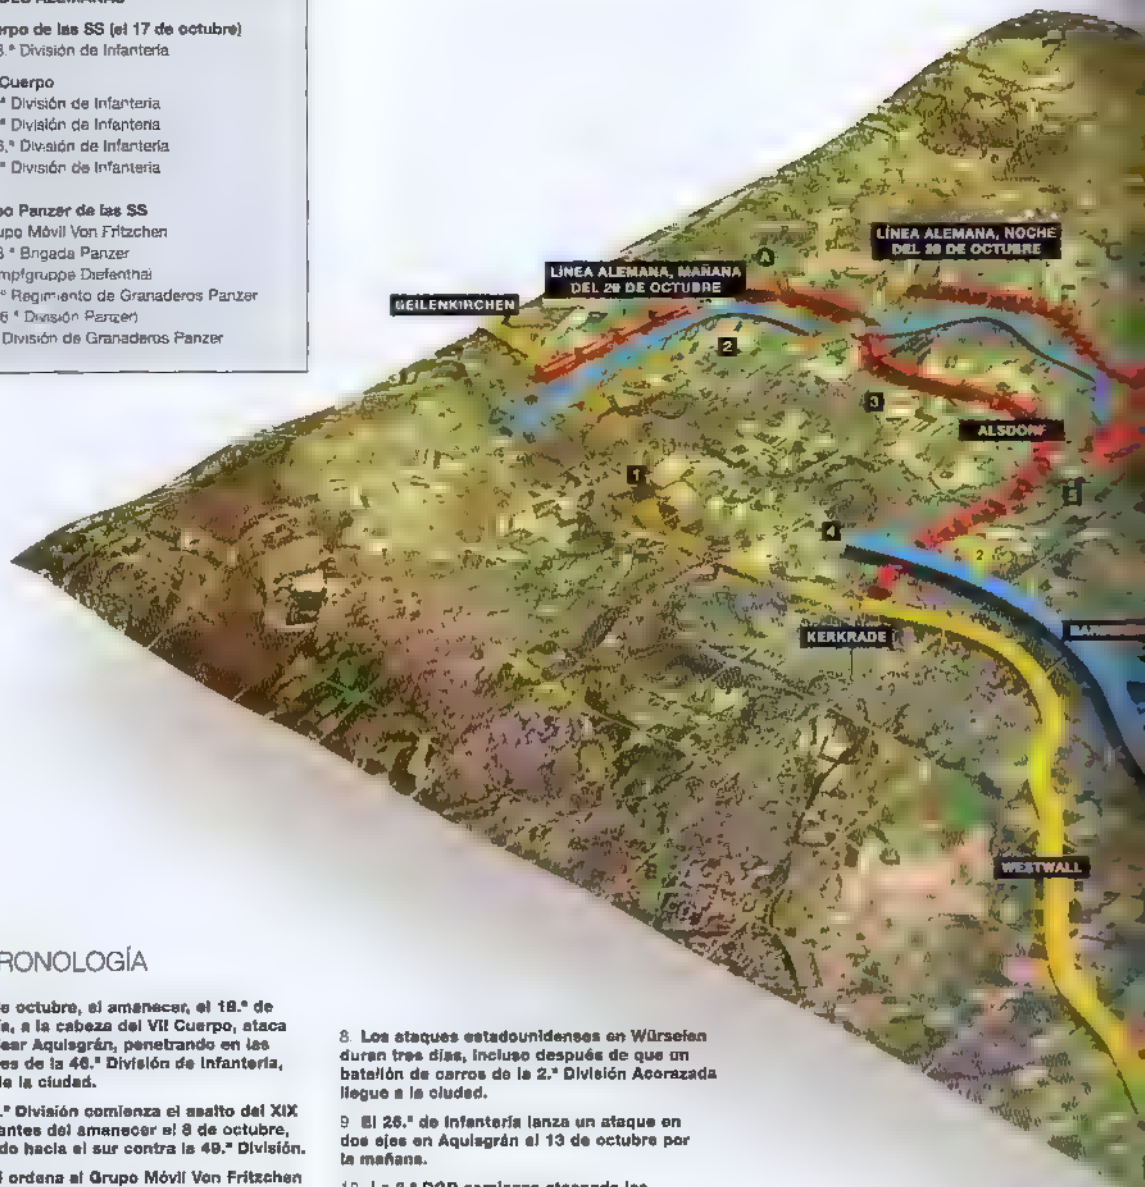 erpo de las SS (el 17 de octubre)
.ª División de Infantería
Cuerpo
ª División de Infantería
ª División de Infantería
.ª División de Infantería
ª División de Infantería
po Panzer de las SS
upo Móvil Von Fritzchen
ª Brigada Panzer
mpfgruppe Diefenthal
º Regimiento de Granaderos Panzer
ª División Panzer)
División de Granaderos Panzer
LÍNEA ALEMANA, NOCHE
DEL DE OCTUBRE
LÍNEA ALEMANA, MAÑANA
DEL DE OCTUBRE
GEILENKIRCHEN
A
2
3
ALSDORF
1
4
2
KERKRADE
WESTWALL
RONOLOGÍA
e octubre, al amanecer, el 18.º de
a, a la cabeza del VII Cuerpo, ataca
ear Aquisgrán, penetrando en las
es de la División de Infantería,
e la ciudad.
.ª División comienza el asalto del XIX
antes del amanecer el 8 de octubre,
do hacia el sur contra la 49.ª División.
ordena al Grupo Móvil Von Fritzchen
8. Los ataques estadounidenses en Würselen
duran tres días, incluso después de que un
batallón de carros de la 2.ª División Acorazada
llegue a la ciudad.
9 El 26.º de Infantería lanza un ataque en
dos ejes en Aquisgrán el 13 de octubre por
la mañana.